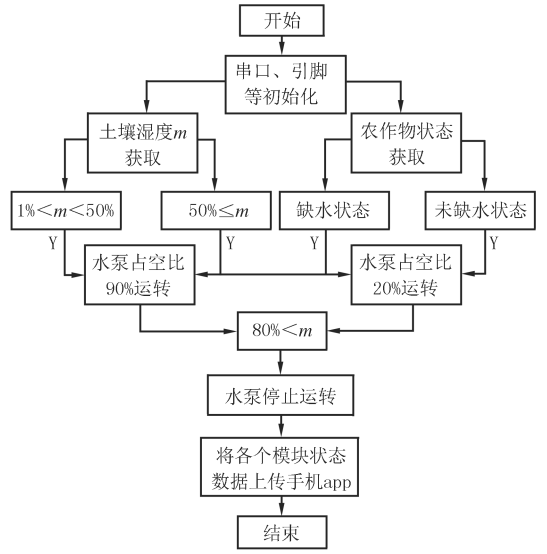 开始
串口、引脚
等初始化
土壤湿度m
获取
农作物状态
获取
1%<m<50%
50%≤m
缺水状态
未缺水状态
Y
Y
Y
Y
水泵占空比
90%运转
水泵占空比
20%运转
80%<m
水泵停止运转
将各个模块状态
数据上传手机app
结束